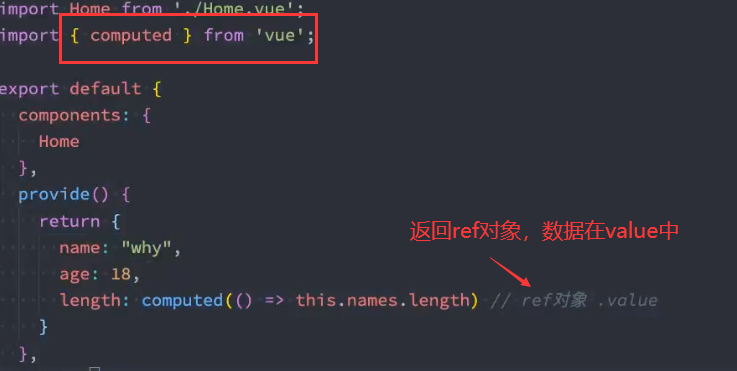 import Home from './Home.vue';
import { computed } from 'vue';
export default {
components: {
Home
},
provide() {
return {
返回ref对象，数据在value中
name: "why",
age: 18,
length: computed(() => this.names.length) // ref对象 .value
}
},